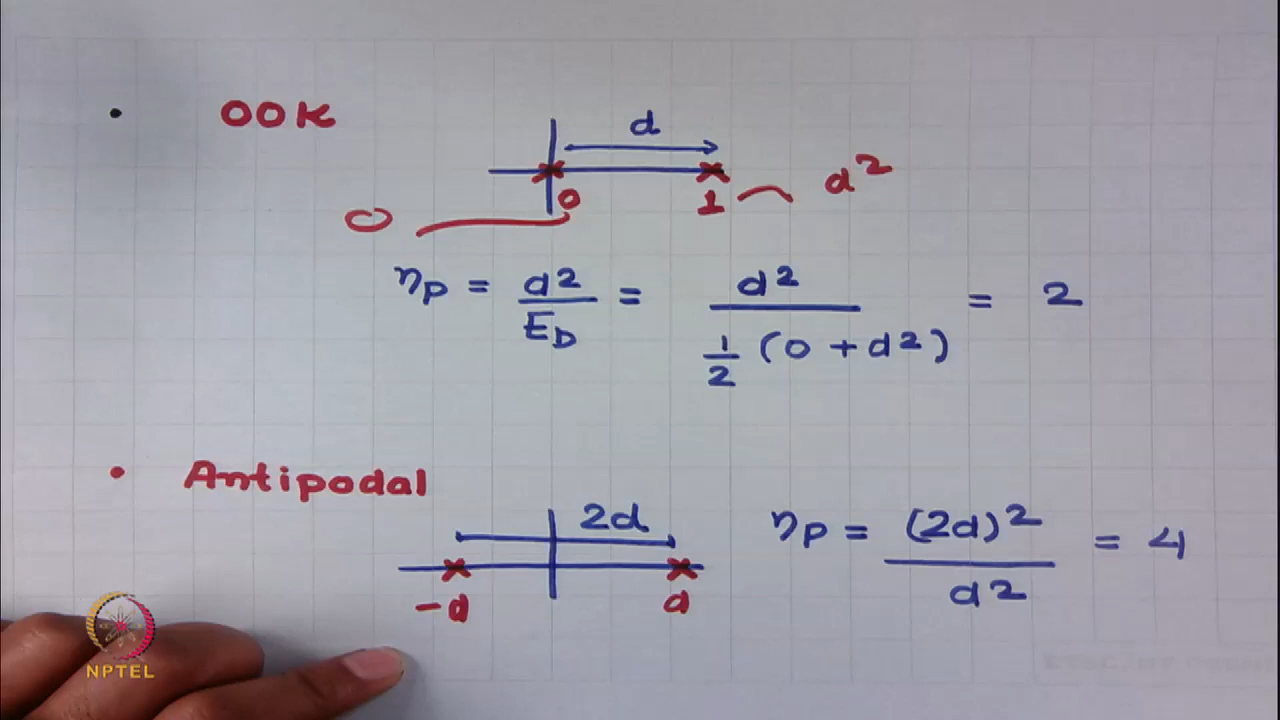 • OOK
d
0 1 d²
0
ηp = d² / E_D = d² / ½ (0 + d²) = 2
• Antipodal
2d ηp = (2d)² / d² = 4
-d d
NPTEL